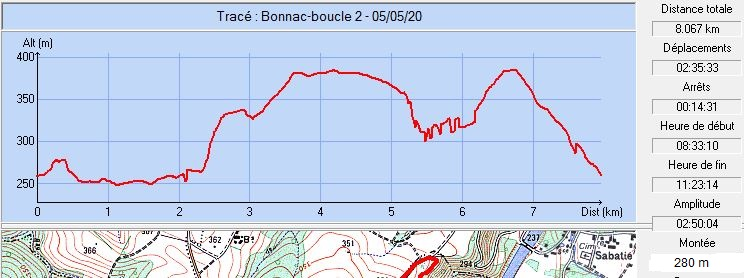 Tracé : Bonnac-boucle 2 - 05/05/20
Alt (m)
400
350
300
250
0 1 2 3 4 5 6 7 Dist (km)
Distance totale
8.067 km
Déplacements
02:35:33
Arrêts
00:14:31
Heure de début
08:33:10
Heure de fin
11:23:14
Amplitude
02:50:04
Montée
280 m
366
362
B
351
294
237
Cim
Sabatié